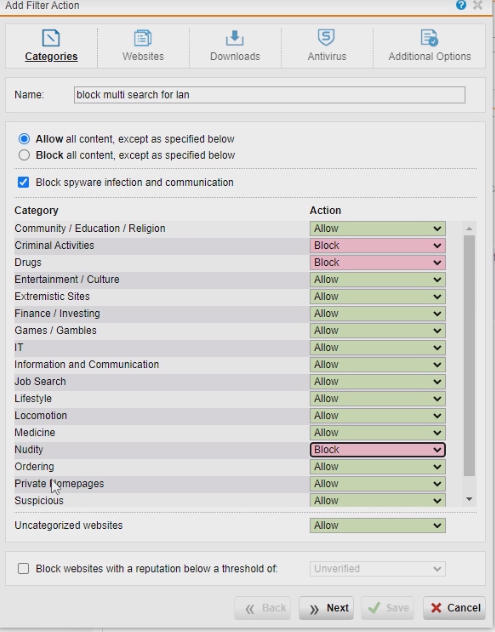 Add Filter Action
Categories Websites Downloads Antivirus Additional Options
Name: block multi search for lan
Allow all content, except as specified below
Block all content, except as specified below
Block spyware infection and communication
Category Action
Community / Education / Religion Allow
Criminal Activities Block
Drugs Block
Entertainment / Culture Allow
Extremistic Sites Allow
Finance / Investing Allow
Games / Gambles Allow
IT Allow
Information and Communication Allow
Job Search Allow
Lifestyle Allow
Locomotion Allow
Medicine Allow
Nudity Block
Ordering Allow
Private Homepages Allow
Suspicious Allow
Uncategorized websites Allow
Block websites with a reputation below a threshold of: Unverified
Back Next Save Cancel